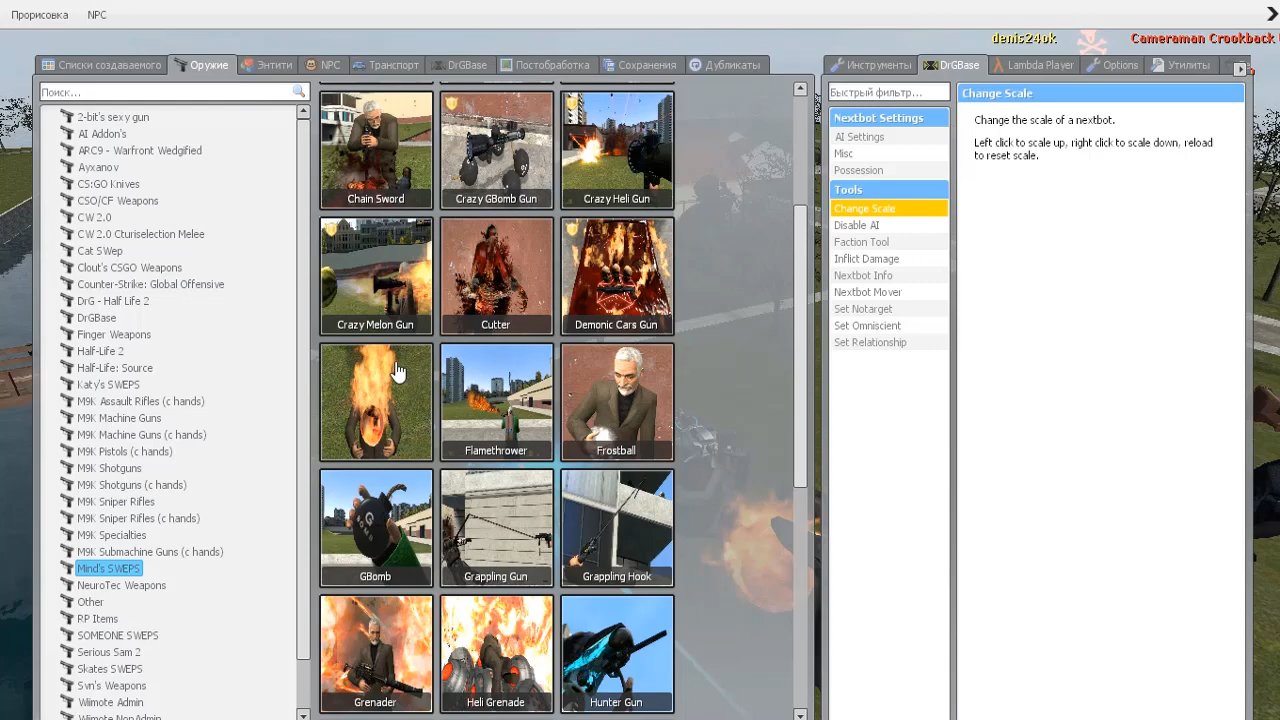 Прорисовка NPC
denis24ok Cameraman Crookback
Списки создаваемого Оружие Энтити NPC Транспорт DrGBase Постобработка Сохранения Дубликаты
Инструменты DrGBase Lambda Player Options Утилиты
Поиск...
2-bit's sexy gun
AI Addon's
ARC9 - Warfront Wedgified
Ayxanov
CS:GO Knives
CSO/CF Weapons
CW 2.0
CW 2.0 Cturiselection Melee
Cat SWep
Clout's CSGO Weapons
Counter-Strike: Global Offensive
DrG - Half Life 2
DrGBase
Finger Weapons
Half-Life 2
Half-Life: Source
Katy's SWEPS
M9K Assault Rifles (c hands)
M9K Machine Guns
M9K Machine Guns (c hands)
M9K Pistols (c hands)
M9K Shotguns
M9K Shotguns (c hands)
M9K Sniper Rifles
M9K Sniper Rifles (c hands)
M9K Specialties
M9K Submachine Guns (c hands)
Mind's SWEPS
NeuroTec Weapons
Other
RP Items
SOMEONE SWEPS
Serious Sam 2
Skates SWEPS
Svn's Weapons
Wiimote Admin
Wiimote NonAdmin
Chain Sword
Crazy GBomb Gun
Crazy Heli Gun
Crazy Melon Gun
Cutter
Demonic Cars Gun
Flamethrower
Frostball
G
BOMB
GBomb
Grappling Gun
Grappling Hook
Grenader
Heli Grenade
Hunter Gun
Быстрый фильтр...
Nextbot Settings
AI Settings
Misc
Possession
Tools
Change Scale
Disable AI
Faction Tool
Inflict Damage
Nextbot Info
Nextbot Mover
Set Notarget
Set Omniscient
Set Relationship
Change Scale
Change the scale of a nextbot.
Left click to scale up, right click to scale down, reload
to reset scale.